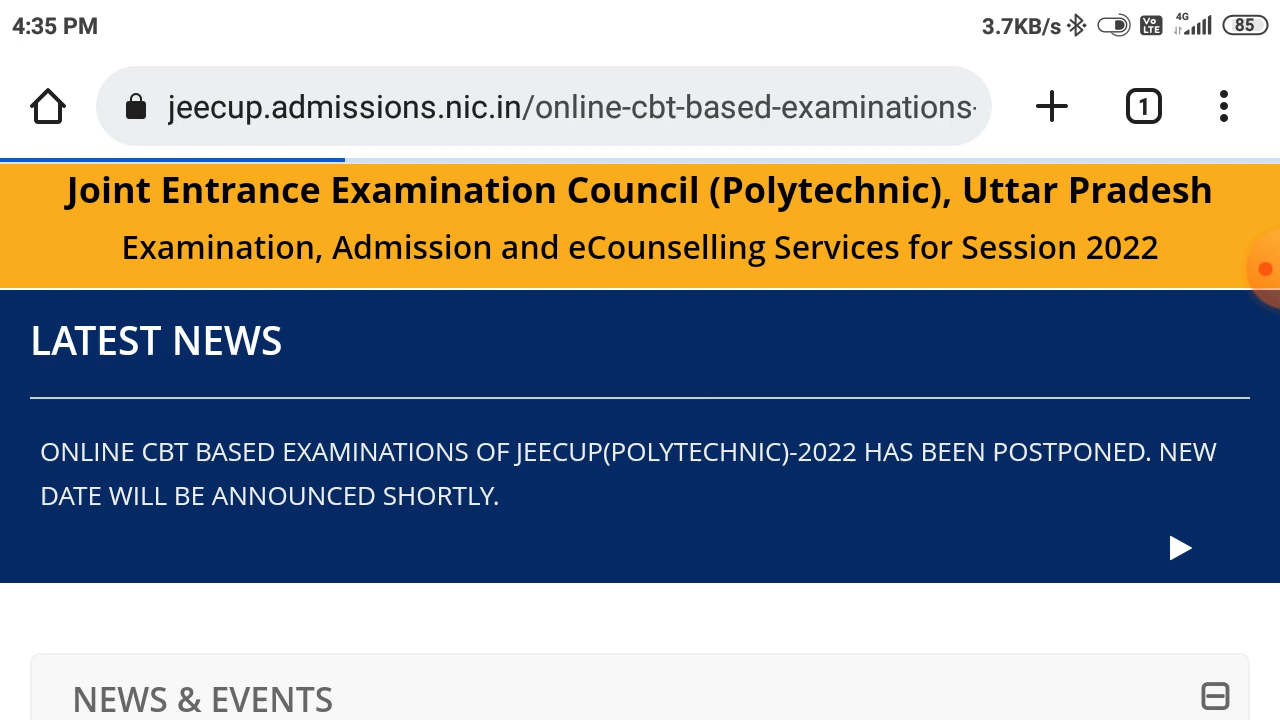 4:35 PM 3.7KB/s Vo LTE 4G 85
jeecup.admissions.nic.in/online-cbt-based-examinations- 1
Joint Entrance Examination Council (Polytechnic), Uttar Pradesh
Examination, Admission and eCounselling Services for Session 2022
LATEST NEWS
ONLINE CBT BASED EXAMINATIONS OF JEECUP(POLYTECHNIC)-2022 HAS BEEN POSTPONED. NEW
DATE WILL BE ANNOUNCED SHORTLY.
NEWS & EVENTS